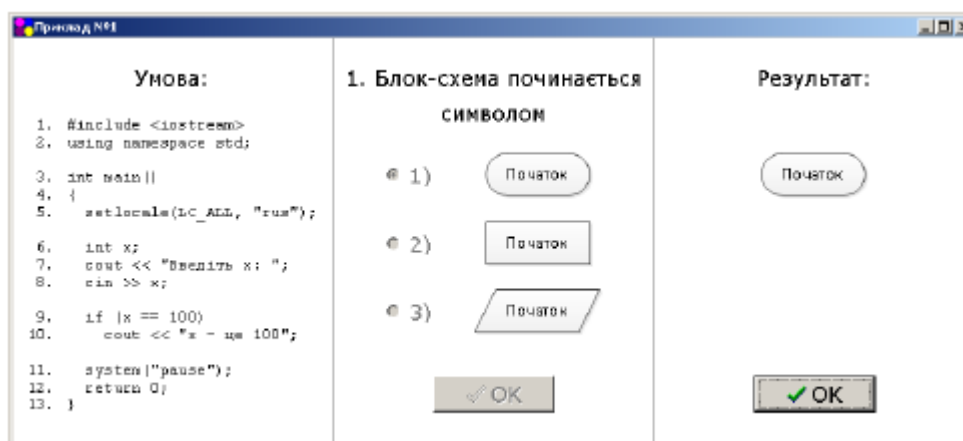 Приклад №1
Умова:
1. #include <iostream>
2. using namespace std;
3. int main()
4. {
5. setlocale(LC_ALL, "rus");
6. int x;
7. cout << "Введіть x: ";
8. cin >> x;
9. if (x == 100)
10. cout << "x - це 100";
11. system("pause");
12. return 0;
13. }
1. Блок-схема починається
символом
1) Початок
2) Початок
3) Початок
OK
Результат:
Початок
OK